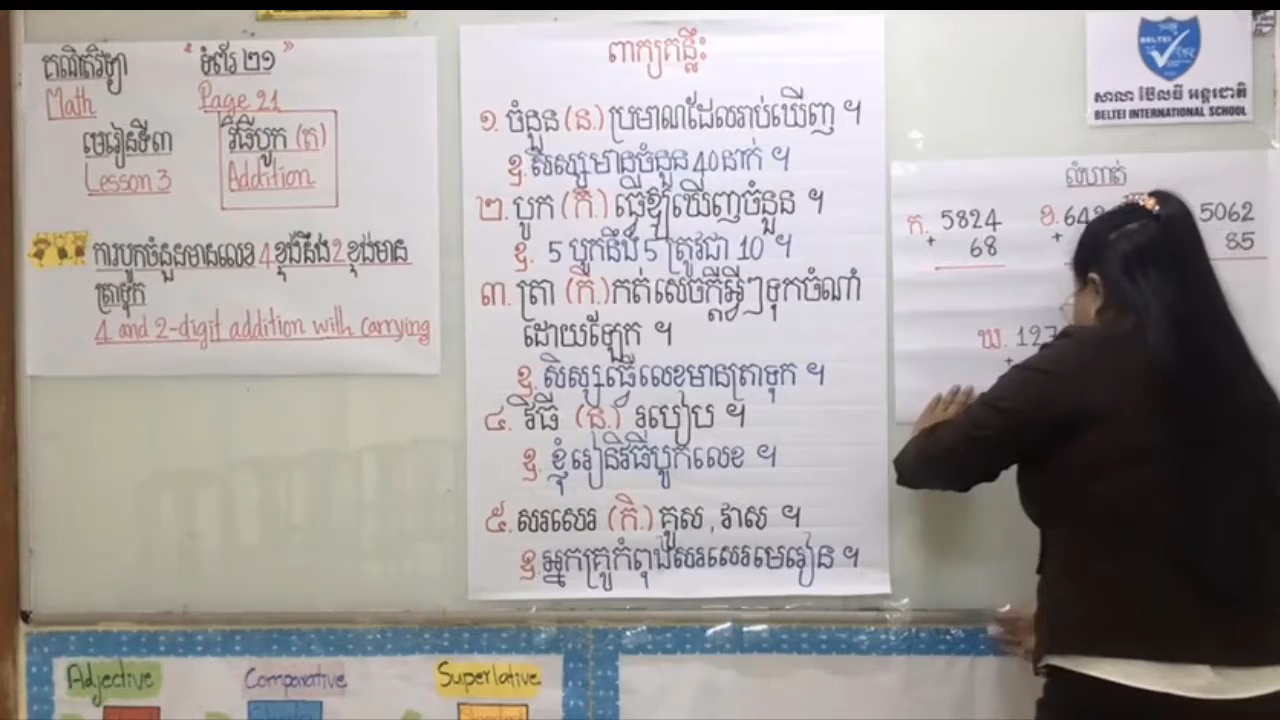 គណិតវិទ្យា "ទំព័រ ២១"
Math Page 21
មេរៀនទី៣ វិធីបូក (ត)
Lesson 3 Addition
ការបូកចំនួនមានលេខ 4 ខ្ទង់នឹង 2 ខ្ទង់មាន
ត្រាទុក
4 and 2-digit addition with carrying
ពាក្យគន្លឹះ
១. ចំនួន (ន.) ប្រមាណដែលរាប់ឃើញ ។
ឧ. សិស្សមានចំនួន 40 នាក់ ។
២. បូក (កិ.) ធ្វើឱ្យឃើញចំនួន ។
ឧ. 5 បូកនឹង 5 ត្រូវជា 10 ។
៣. ត្រា (កិ.) កត់សេចក្ដីអ្វីៗទុកចំណាំ
ដោយឡែក ។
ឧ. សិស្សធ្វើលេខមានត្រាទុក ។
៤. វិធី (ន.) របៀប ។
ឧ. ខ្ញុំរៀនវិធីបូកលេខ ។
៥. សរសេរ (កិ.) គូស , វាស ។
ឧ. អ្នកគ្រូកំពុងសរសេរមេរៀន ។
BELTEI
សាលា ប៊ែលធី អន្តរជាតិ
BELTEI INTERNATIONAL SCHOOL
លំហាត់
ក. 5824 ខ. 5062
+ 68 + 85
ឃ. 127
+
Adjective Comparative Superlative